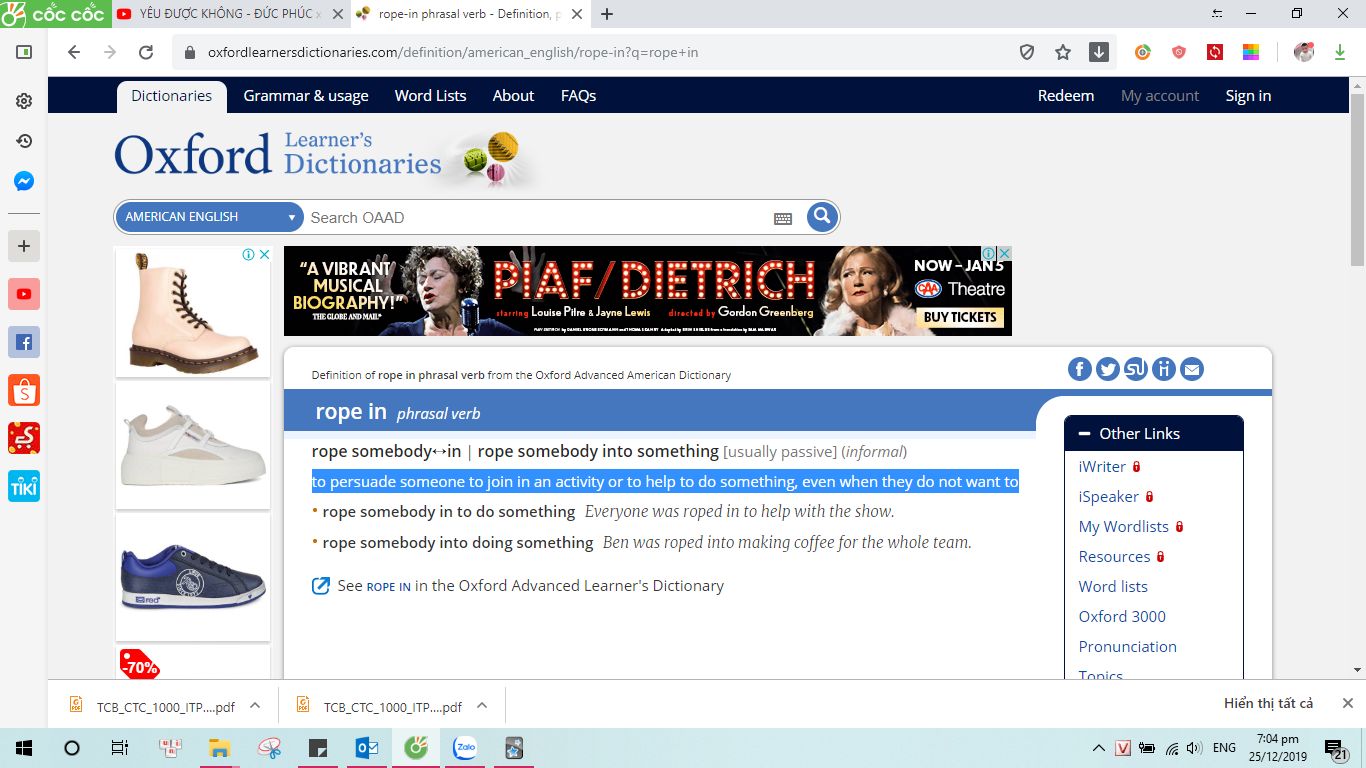 cốc cốc
YÊU ĐƯỢC KHÔNG - ĐỨC PHÚC x
rope-in phrasal verb - Definition, p
oxfordlearnersdictionaries.com/definition/american_english/rope-in?q=rope+in
Dictionaries Grammar & usage Word Lists About FAQs Redeem My account Sign in
Oxford Learner's Dictionaries
AMERICAN ENGLISH Search OAAD
"A VIBRANT
MUSICAL
BIOGRAPHY!"
THE GLOBE AND MAIL*
PIAF/DIETRICH
starring Louise Pitre & Jayne Lewis directed by Gordon Greenberg
NOW–JAN 5
CAA Theatre
BUY TICKETS
Definition of rope in phrasal verb from the Oxford Advanced American Dictionary
rope in phrasal verb
rope somebody↔in | rope somebody into something [usually passive] (informal)
to persuade someone to join in an activity or to help to do something, even when they do not want to
• rope somebody in to do something Everyone was roped in to help with the show.
• rope somebody into doing something Ben was roped into making coffee for the whole team.
See ROPE IN in the Oxford Advanced Learner's Dictionary
Other Links
iWriter
iSpeaker
My Wordlists
Resources
Word lists
Oxford 3000
Pronunciation
Topics
red
-70%
TIKI
TCB_CTC_1000_ITP....pdf
TCB_CTC_1000_ITP....pdf
Hiển thị tất cả
Zalo
ENG
7:04 pm
25/12/2019
21